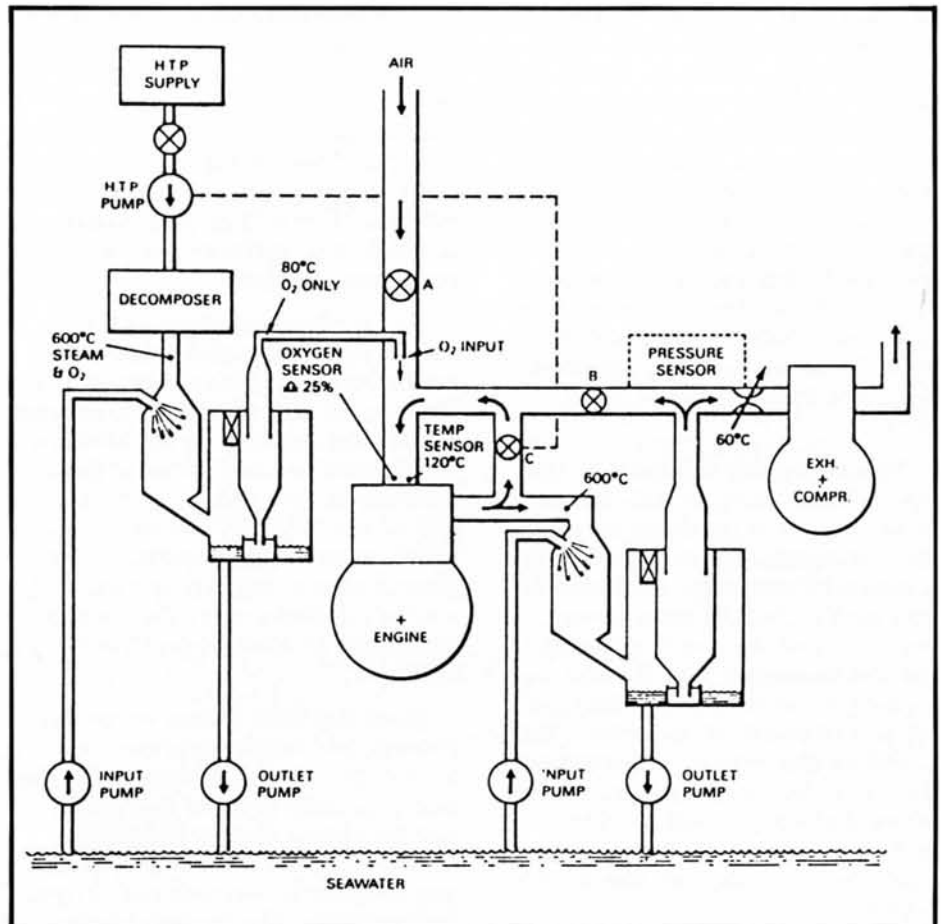 HTP
SUPPLY
AIR
HTP
PUMP
80°C
O₂ ONLY
A
DECOMPOSER
600°C
STEAM
& O₂
OXYGEN
SENSOR
Δ 25%
O₂ INPUT
PRESSURE
SENSOR
B
TEMP
SENSOR
120°C
C
600°C
60°C
EXH.
+
COMPR.
+
ENGINE
INPUT
PUMP
OUTLET
PUMP
INPUT
PUMP
OUTLET
PUMP
SEAWATER